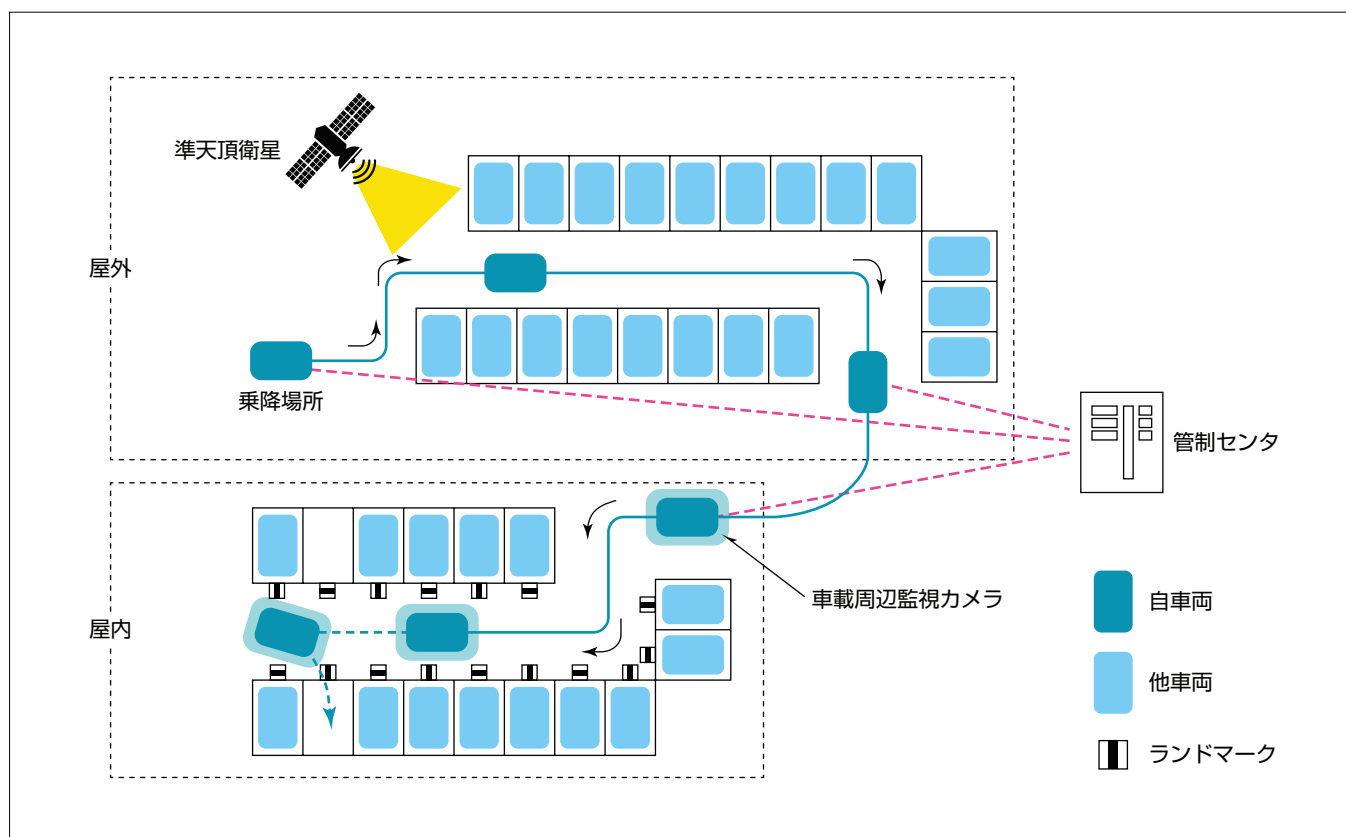 準天頂衛星
屋外
乗降場所
管制センタ
車載周辺監視カメラ
屋内
自車両
他車両
ランドマーク